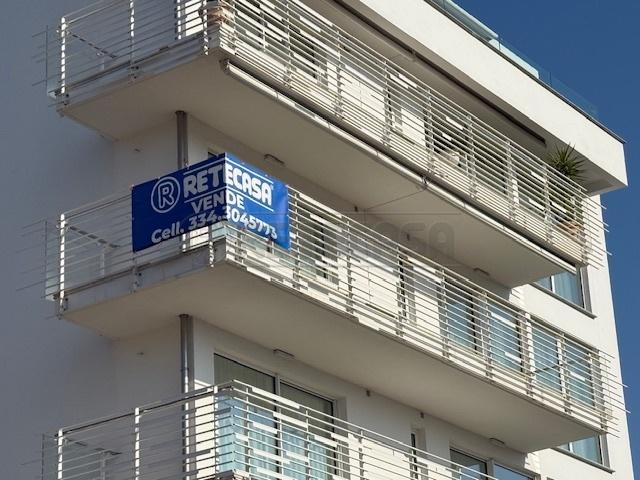 ® RETECASA
VENDE
Cell. 334.3045773